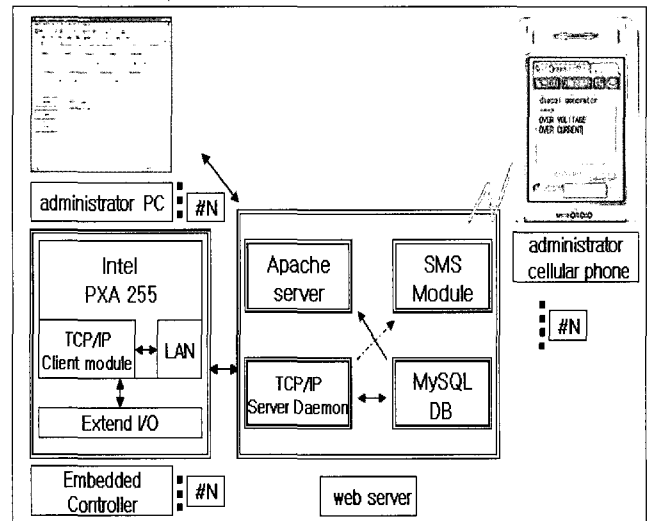 diesel generator
OVER VOLTAGE
OVER CURRENT
administrator PC
#N
administrator
cellular phone
#N
Intel
PXA 255
TCP/IP
Client module
LAN
Extend I/O
Embedded
Controller
#N
Apache
server
SMS
Module
TCP/IP
Server Daemon
MySQL
DB
web server